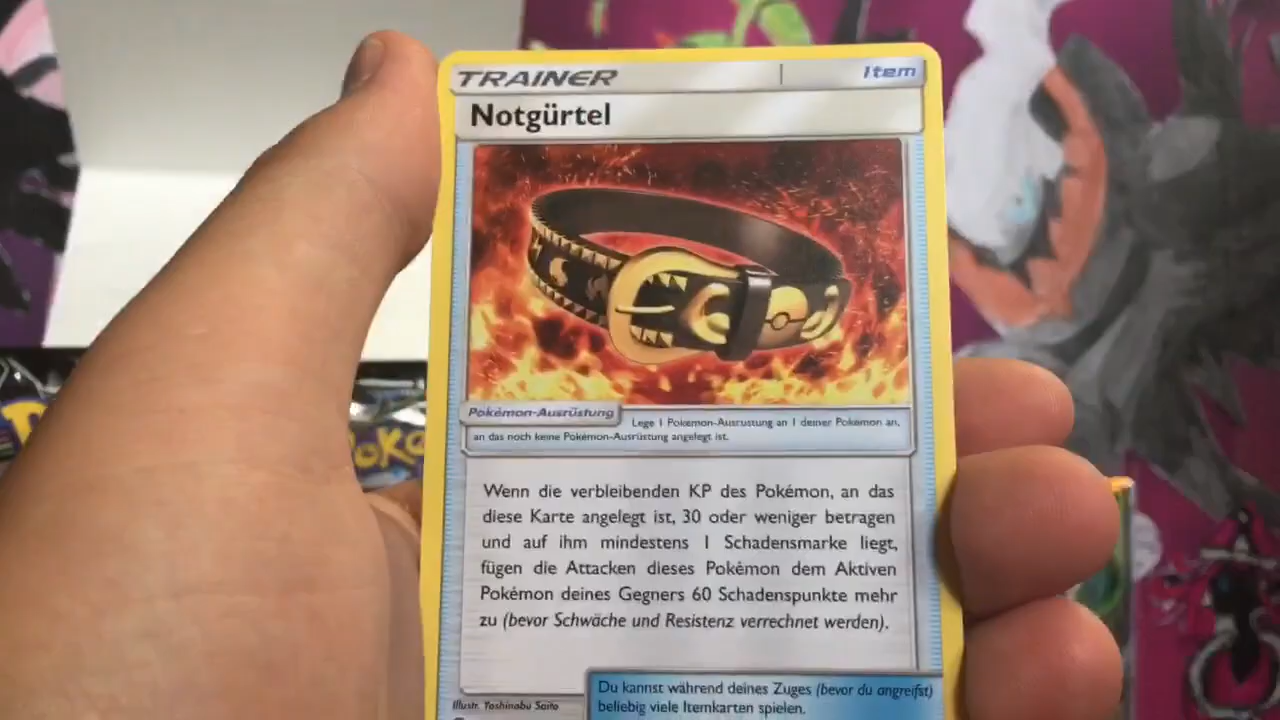 TRAINER
Item
Notgürtel
Pokémon-Ausrüstung
Lege 1 Pokémon-Ausrüstung an 1 deiner Pokémon an,
an das noch keine Pokémon-Ausrüstung angelegt ist.
Wenn die verbleibenden KP des Pokémon, an das
diese Karte angelegt ist, 30 oder weniger betragen
und auf ihm mindestens 1 Schadensmarke liegt,
fügen die Attacken dieses Pokémon dem Aktiven
Pokémon deines Gegners 60 Schadenspunkte mehr
zu (bevor Schwäche und Resistenz verrechnet werden).
Du kannst während deines Zuges (bevor du angreifst)
beliebig viele Itemkarten spielen.
Illustr. Yoshinobu Saito